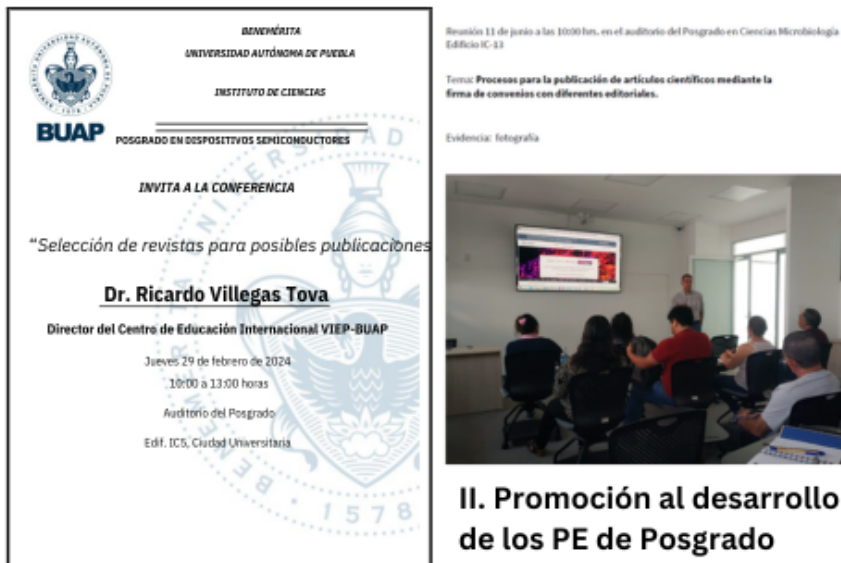 BENEMÉRITA
UNIVERSIDAD AUTÓNOMA DE PUEBLA
INSTITUTO DE CIENCIAS
BUAP
POSGRADO EN DISPOSITIVOS SEMICONDUCTORES
INVITA A LA CONFERENCIA
“Selección de revistas para posibles publicaciones
Dr. Ricardo Villegas Tova
Director del Centro de Educación Internacional VIEP-BUAP
Jueves 29 de febrero de 2024
10:00 a 13:00 horas
Auditorio del Posgrado
Edif. IC5, Ciudad Universitaria
1578
Reunión 11 de junio a las 10:00 hrs. en el auditorio del Posgrado en Ciencias Microbiología
Edificio IC-13
Tema: Procesos para la publicación de artículos científicos mediante la
firma de convenios con diferentes editoriales.
Evidencia: fotografía
II. Promoción al desarrollo
de los PE de Posgrado